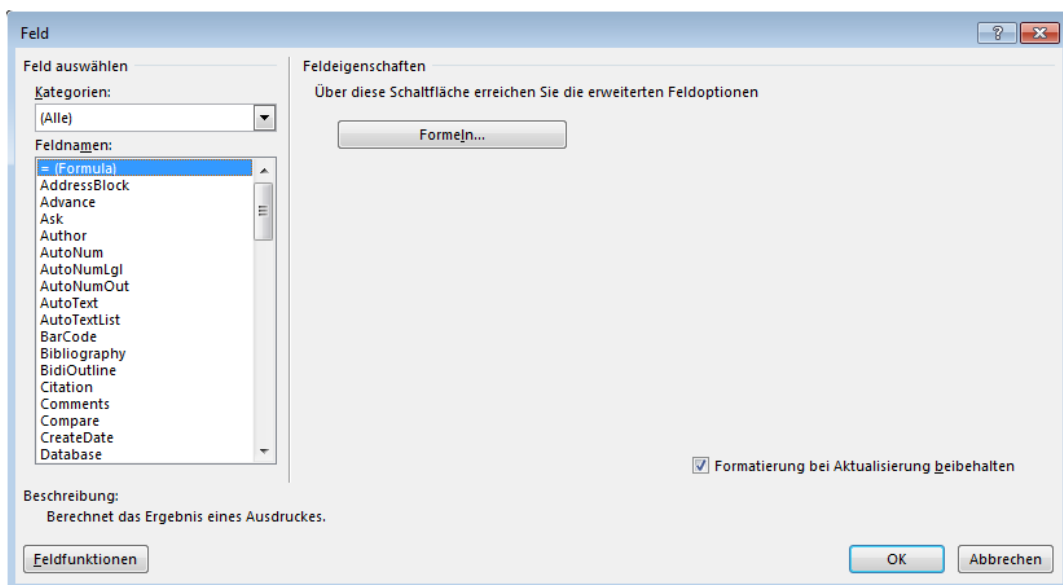 Feld
Feld auswählen
Kategorien:
(Alle)
Feldnamen:
= (Formula)
AddressBlock
Advance
Ask
Author
AutoNum
AutoNumLgl
AutoNumOut
AutoText
AutoTextList
BarCode
Bibliography
BidiOutline
Citation
Comments
Compare
CreateDate
Database
Feldeigenschaften
Über diese Schaltfläche erreichen Sie die erweiterten Feldoptionen
Formeln...
Formatierung bei Aktualisierung beibehalten
Beschreibung:
Berechnet das Ergebnis eines Ausdruckes.
Feldfunktionen
OK
Abbrechen